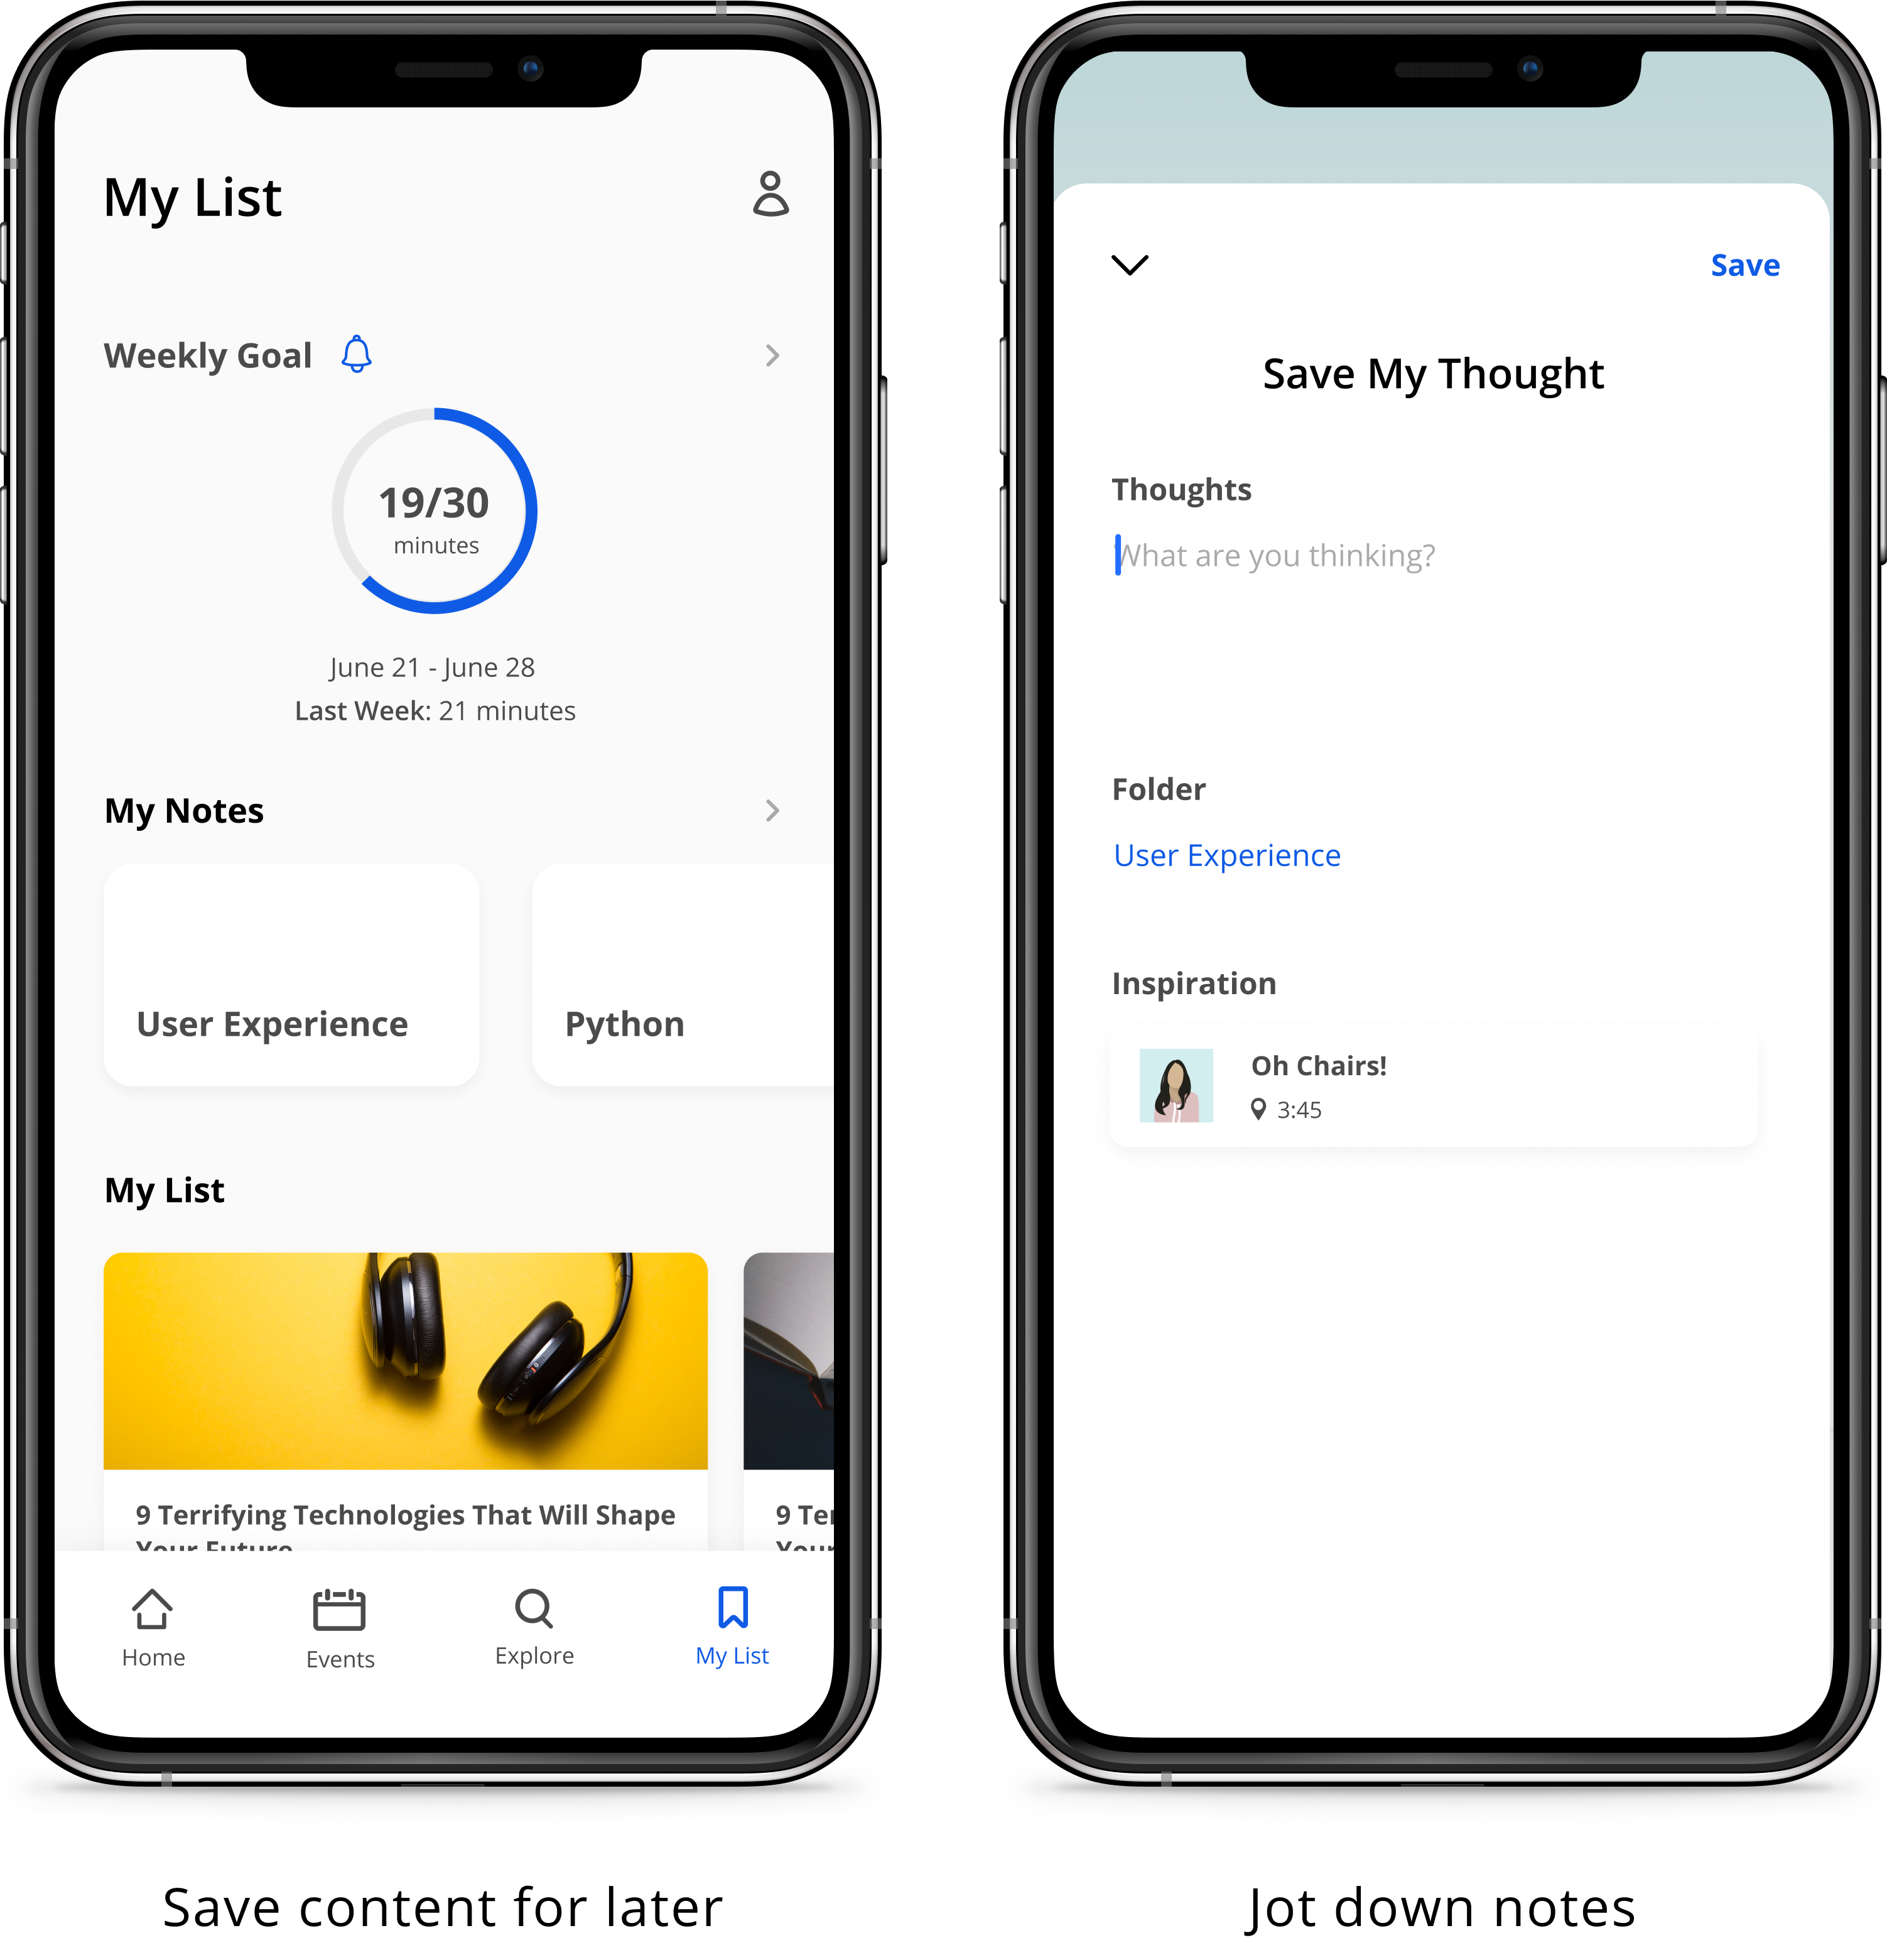 My List
Weekly Goal
19/30
minutes
June 21 - June 28
Last Week: 21 minutes
My Notes
User Experience
Python
My List
9 Terrifying Technologies That Will Shape
Your Future
9 Ter
Your
Home
Events
Explore
My List
Save content for later
Save
Save My Thought
Thoughts
What are you thinking?
Folder
User Experience
Inspiration
Oh Chairs!
3:45
Jot down notes